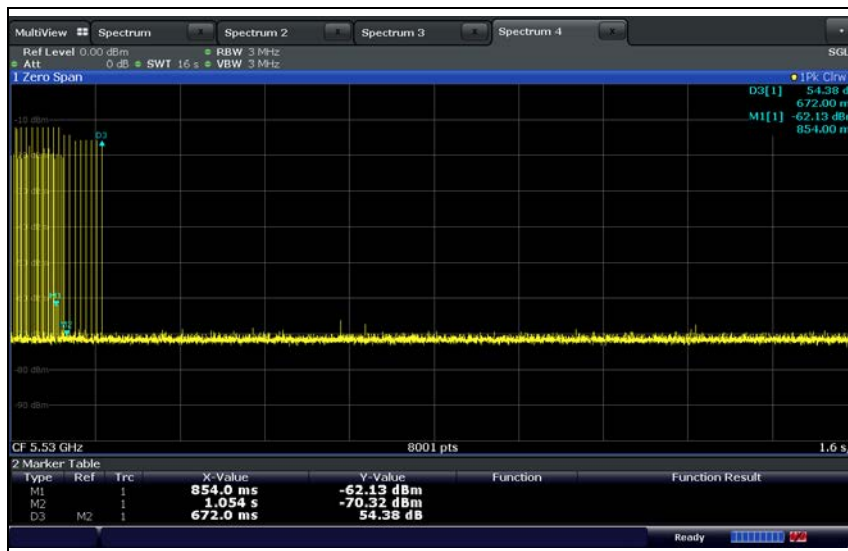 MultiView Spectrum X Spectrum 2 X Spectrum 3 X Spectrum 4 X
Ref Level 0.00 dBm RBW 3 MHz SGL
Att 0 dB SWT 16 s VBW 3 MHz
1 Zero Span 1Pk Clrw
D3[1] 54.38 d
672.00 m
M1[1] -62.13 dBm
854.00 m
-10 dBm
D3
M1
M2
-80 dBm
-90 dBm
CF 5.53 GHz 8001 pts 1.6 s/
2 Marker Table
Type Ref Trc X-Value Y-Value Function Function Result
M1 1 854.0 ms -62.13 dBm
M2 1 1.054 s -70.32 dBm
D3 M2 1 672.0 ms 54.38 dB
Ready